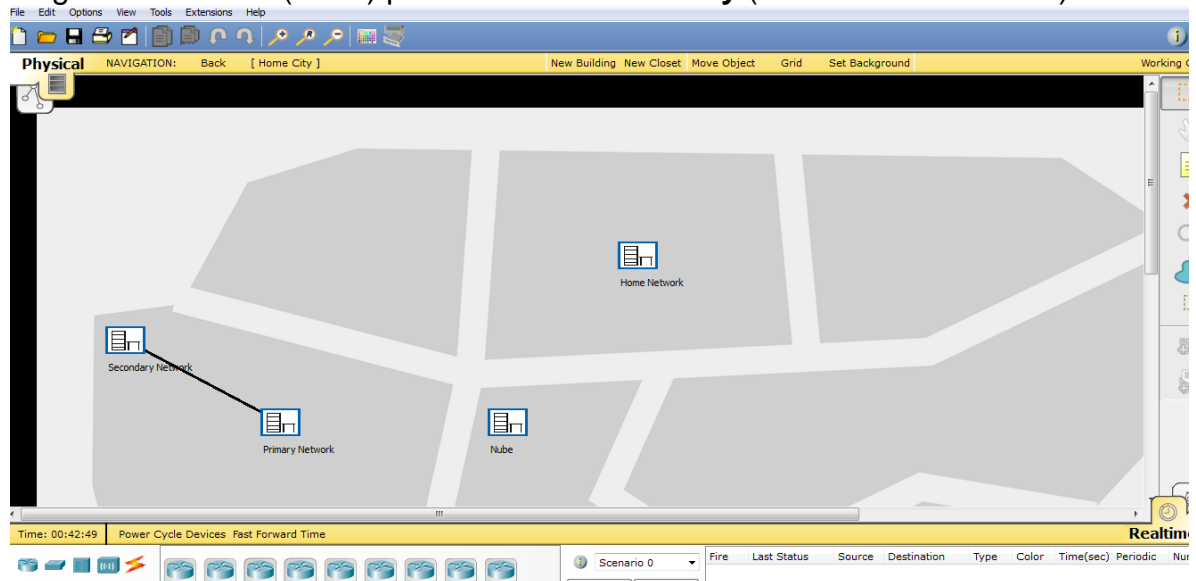 File Edit Options View Tools Extensions Help
Physical NAVIGATION: Back [ Home City ] New Building New Closet Move Object Grid Set Background
Home Network
Secondary Network
Primary Network Nube
Time: 00:42:49 Power Cycle Devices Fast Forward Time
Scenario 0 Fire Last Status Source Destination Type Color Time(sec) Periodic